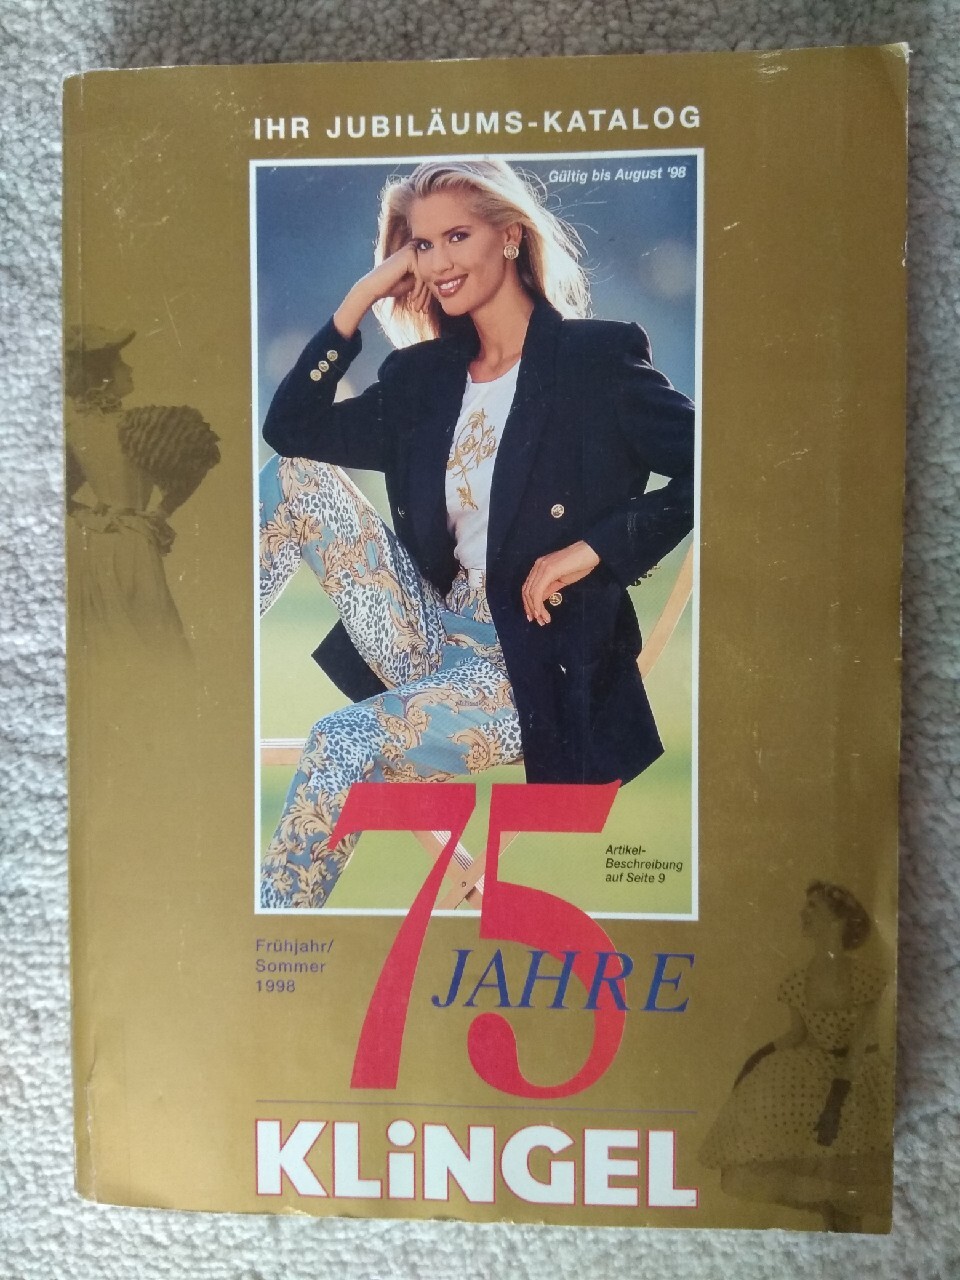 IHR JUBILÄUMS-KATALOG
Gültig bis August '98
Artikel-
Beschreibung
auf Seite 9
Frühjahr/
Sommer
1998
75
JAHRE
KLiNGEL